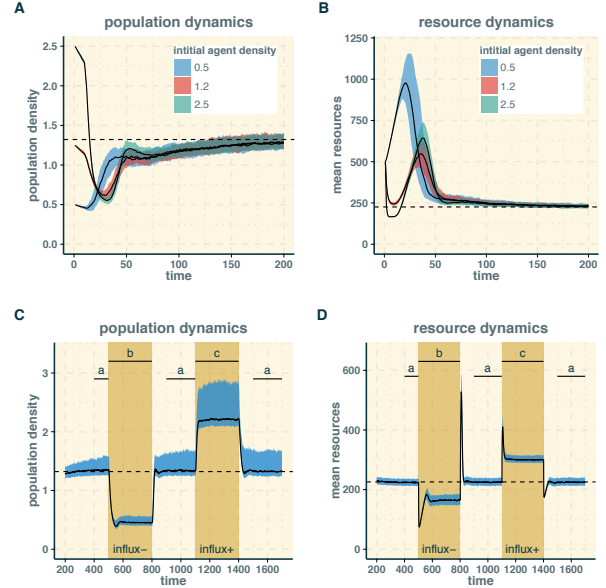 A
population dynamics
intitial agent density
0.5
1.2
2.5
2.5
2.0
1.5
1.0
0.5
0.0
population density
0
50
100
150
200
time
B
resource dynamics
intitial agent density
0.5
1.2
2.5
1250
1000
750
500
250
0
mean resources
0
50
100
150
200
time
C
population dynamics
b
c
a
a
a
3
2
1
0
population density
influx−
influx+
200
400
600
800
1000
1200
1400
1600
time
D
resource dynamics
b
c
a
a
a
600
400
200
0
mean resources
influx−
influx+
200
400
600
800
1000
1200
1400
1600
time